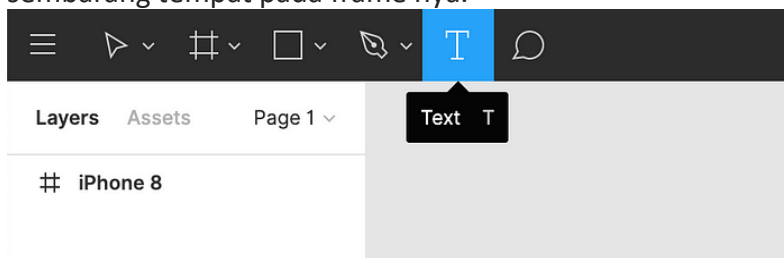 sembarang tempat pada frame nya.
T
Layers Assets Page 1
Text T
iPhone 8